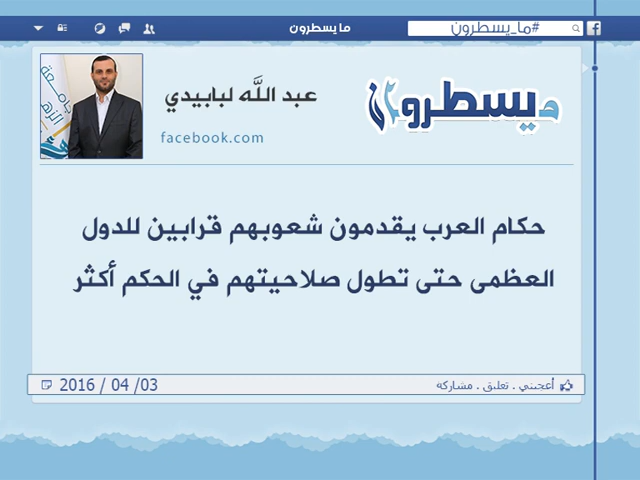 ما يسطرون
#ما_يسطرون
ما يسطرون
عبد الله لبابيدي
facebook.com
حكام العرب يقدمون شعوبهم قرابين للدول
العظمى حتى تطول صلاحيتهم في الحكم أكثر
أعجبني . تعليق . مشاركه
2016 / 04 /03